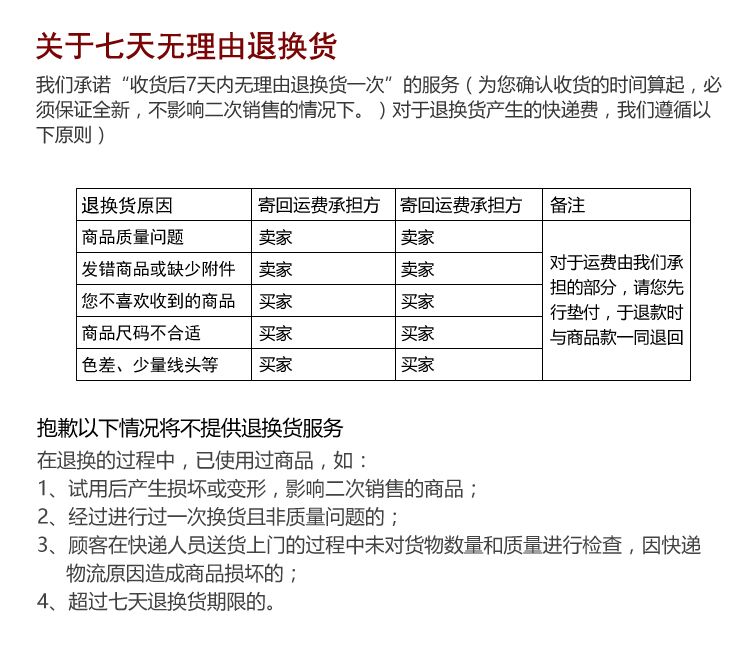 关于七天无理由退换货
我们承诺“收货后7天内无理由退换货一次”的服务（为您确认收货的时间算起，必
须保证全新，不影响二次销售的情况下。）对于退换货产生的快递费，我们遵循以
下原则）
退换货原因 寄回运费承担方 寄回运费承担方 备注
商品质量问题 卖家 卖家
发错商品或缺少附件 卖家 卖家
您不喜欢收到的商品 买家 买家
商品尺码不合适 买家 买家
色差、少量线头等 买家 买家
对于运费由我们承
担的部分，请您先
行垫付，于退款时
与商品款一同退回
抱歉以下情况将不提供退换货服务
在退换的过程中，已使用过商品，如：
1、试用后产生损坏或变形，影响二次销售的商品；
2、经过进行过一次换货且非质量问题的；
3、顾客在快递人员送货上门的过程中未对货物数量和质量进行检查，因快递
物流原因造成商品损坏的；
4、超过七天退换货期限的。